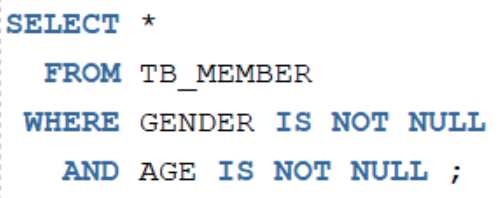 SELECT *
FROM TB_MEMBER
WHERE GENDER IS NOT NULL
AND AGE IS NOT NULL ;